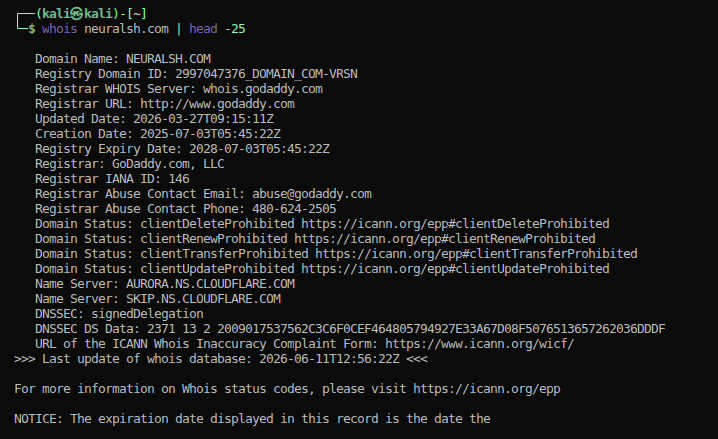 ┌──(kali㉿kali)-[~]
└─$ whois neuralsh.com | head -25
Domain Name: NEURALSH.COM
Registry Domain ID: 2997047376_DOMAIN_COM-VRSN
Registrar WHOIS Server: whois.godaddy.com
Registrar URL: http://www.godaddy.com
Updated Date: 2026-03-27T09:15:11Z
Creation Date: 2025-07-03T05:45:22Z
Registry Expiry Date: 2028-07-03T05:45:22Z
Registrar: GoDaddy.com, LLC
Registrar IANA ID: 146
Registrar Abuse Contact Email: abuse@godaddy.com
Registrar Abuse Contact Phone: 480-624-2505
Domain Status: clientDeleteProhibited https://icann.org/epp#clientDeleteProhibited
Domain Status: clientRenewProhibited https://icann.org/epp#clientRenewProhibited
Domain Status: clientTransferProhibited https://icann.org/epp#clientTransferProhibited
Domain Status: clientUpdateProhibited https://icann.org/epp#clientUpdateProhibited
Name Server: AURORA.NS.CLOUDFLARE.COM
Name Server: SKIP.NS.CLOUDFLARE.COM
DNSSEC: signedDelegation
DNSSEC DS Data: 2371 13 2 2009017537562C3C6F0CEF464805794927E33A67D08F5076513657262036DDDF
URL of the ICANN Whois Inaccuracy Complaint Form: https://www.icann.org/wicf/
>>> Last update of whois database: 2026-06-11T12:56:22Z <<<
For more information on Whois status codes, please visit https://icann.org/epp
NOTICE: The expiration date displayed in this record is the date the